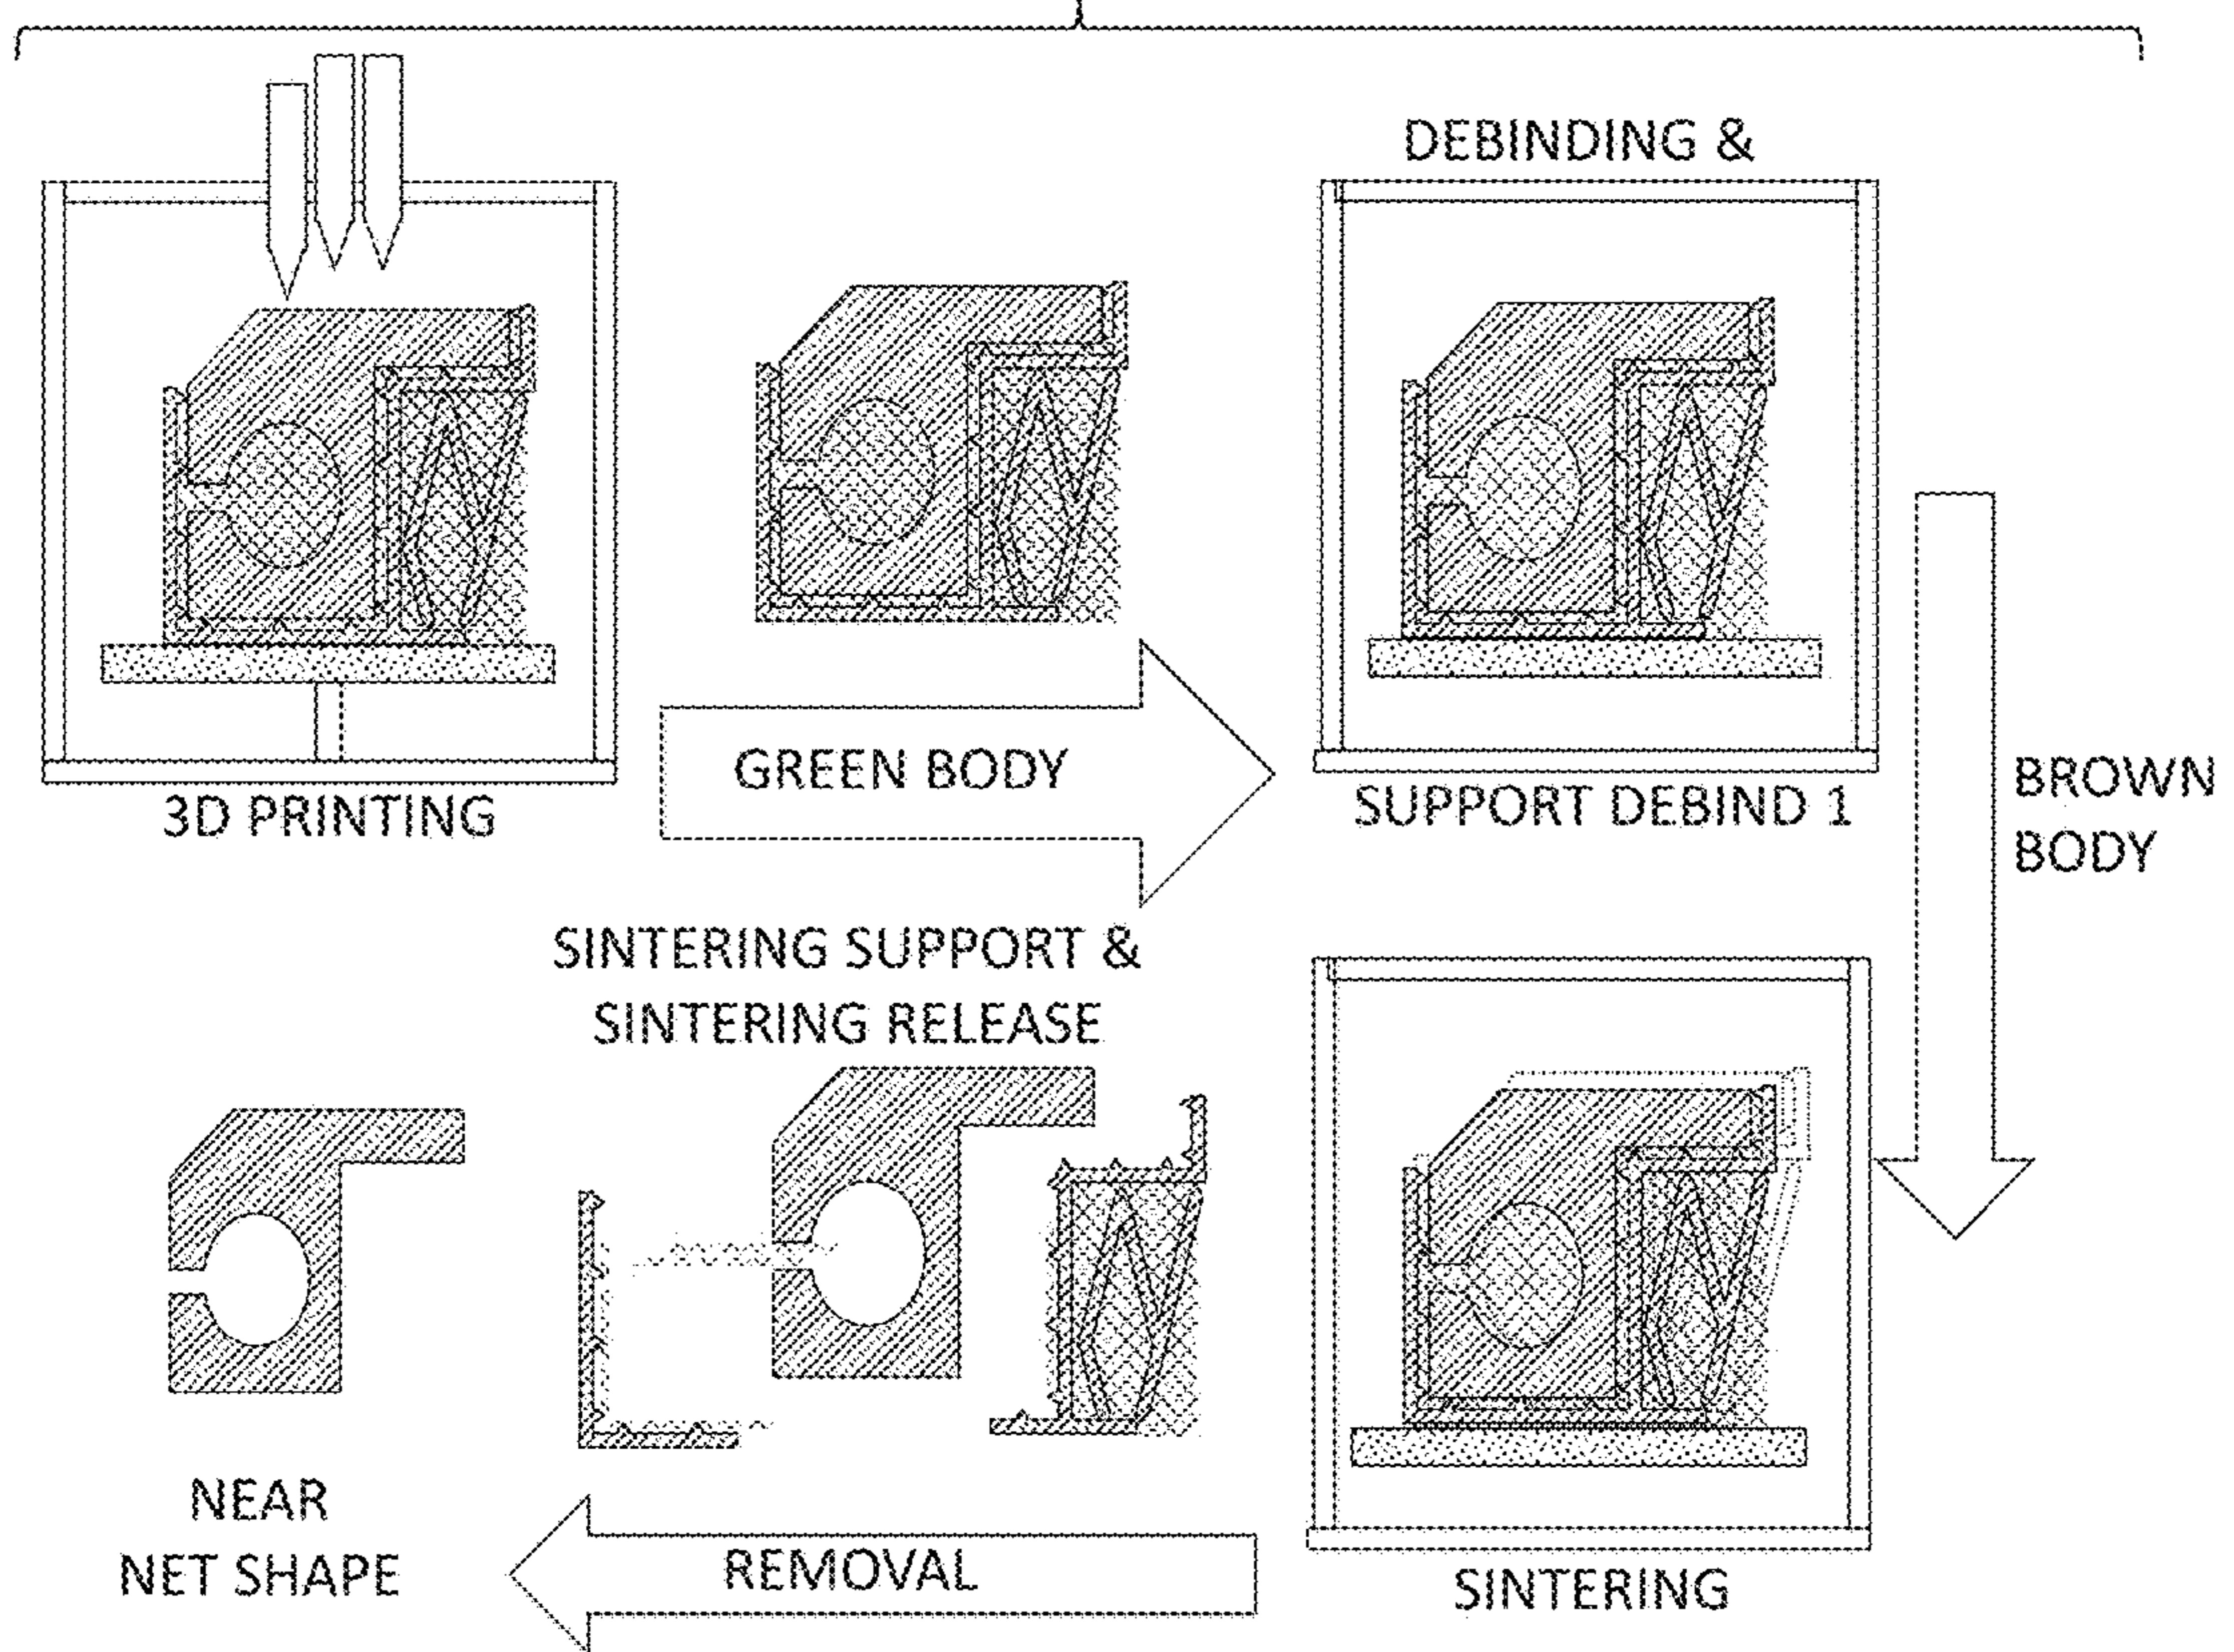 DEBINDING &
3D PRINTING
GREEN BODY
SUPPORT DEBIND 1
BROWN
BODY
SINTERING SUPPORT &
SINTERING RELEASE
NEAR
NET SHAPE
REMOVAL
SINTERING